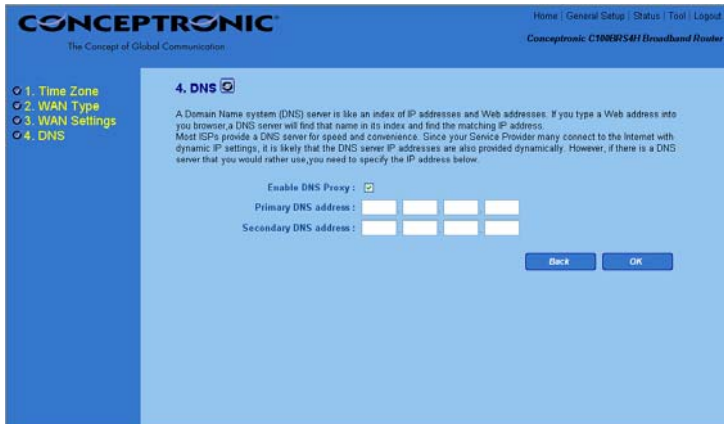 CONCEPTRONIC
The Concept of Global Communication
Home | General Setup | Status | Tool | Logout
Conceptronic C100BRS4H Broadband Router
1. Time Zone
2. WAN Type
3. WAN Settings
4. DNS
4. DNS
A Domain Name system (DNS) server is like an index of IP addresses and Web addresses. If you type a Web address into
you browser,a DNS server will find that name in its index and find the matching IP address.
Most ISPs provide a DNS server for speed and convenience. Since your Service Provider many connect to the Internet with
dynamic IP settings, it is likely that the DNS server IP addresses are also provided dynamically. However, if there is a DNS
server that you would rather use,you need to specify the IP address below.
Enable DNS Proxy :
Primary DNS address :
Secondary DNS address :
Back
OK